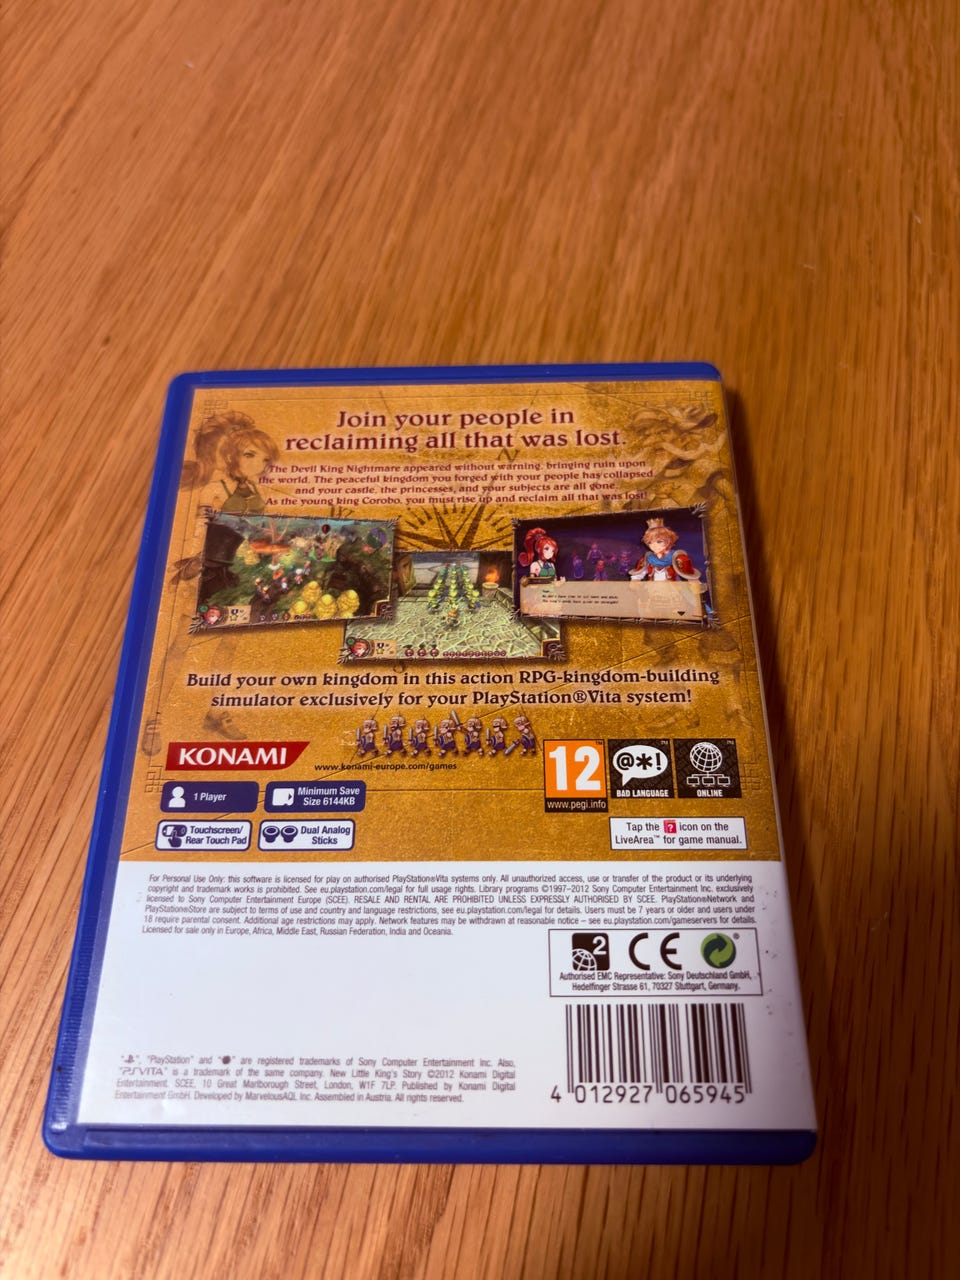 Join your people in
reclaiming all that was lost.
The Devil King Nightmare appeared without warning, bringing ruin upon
the world. The peaceful kingdom you forged with your people has collapsed
and your castle, the princesses, and your subjects are all gone.
As the young king Corobo, you must rise up and reclaim all that was lost!
Build your own kingdom in this action RPG-kingdom-building
simulator exclusively for your PlayStation®Vita system!
KONAMI
www.konami-europe.com/games
12
www.pegi.info
@*!
BAD LANGUAGE
ONLINE
1 Player
Minimum Save
Size 6144KB
Touchscreen/
Rear Touch Pad
Dual Analog
Sticks
Tap the ? icon on the
LiveArea™ for game manual.
For Personal Use Only: this software is licensed for play on authorised PlayStation®Vita systems only. All unauthorized access, use or transfer of the product or its underlying
copyright and trademark works is prohibited. See eu.playstation.com/legal for full usage rights. Library programs ©1997-2012 Sony Computer Entertainment Inc. exclusively
licensed to Sony Computer Entertainment Europe (SCEE). RESALE AND RENTAL ARE PROHIBITED UNLESS EXPRESSLY AUTHORISED BY SCEE. PlayStation®Network and
PlayStation®Store are subject to terms of use and country and language restrictions, see eu.playstation.com/legal for details. Users must be 7 years or older and users under
18 require parental consent. Additional age restrictions may apply. Network features may be withdrawn at reasonable notice – see eu.playstation.com/gameservers for details.
Licensed for sale only in Europe, Africa, Middle East, Russian Federation, India and Oceania.
2
CE
Authorised EMC Representative: Sony Deutschland GmbH,
Hedelfinger Strasse 61, 70327 Stuttgart, Germany.
" ", "PlayStation" and " " are registered trademarks of Sony Computer Entertainment Inc. Also,
"PSVITA" is a trademark of the same company. New Little King's Story ©2012 Konami Digital
Entertainment. SCEE, 10 Great Marlborough Street, London, W1F 7LP. Published by Konami Digital
Entertainment GmbH. Developed by MarvelousAQL Inc. Assembled in Austria. All rights reserved.
4 012927 065945